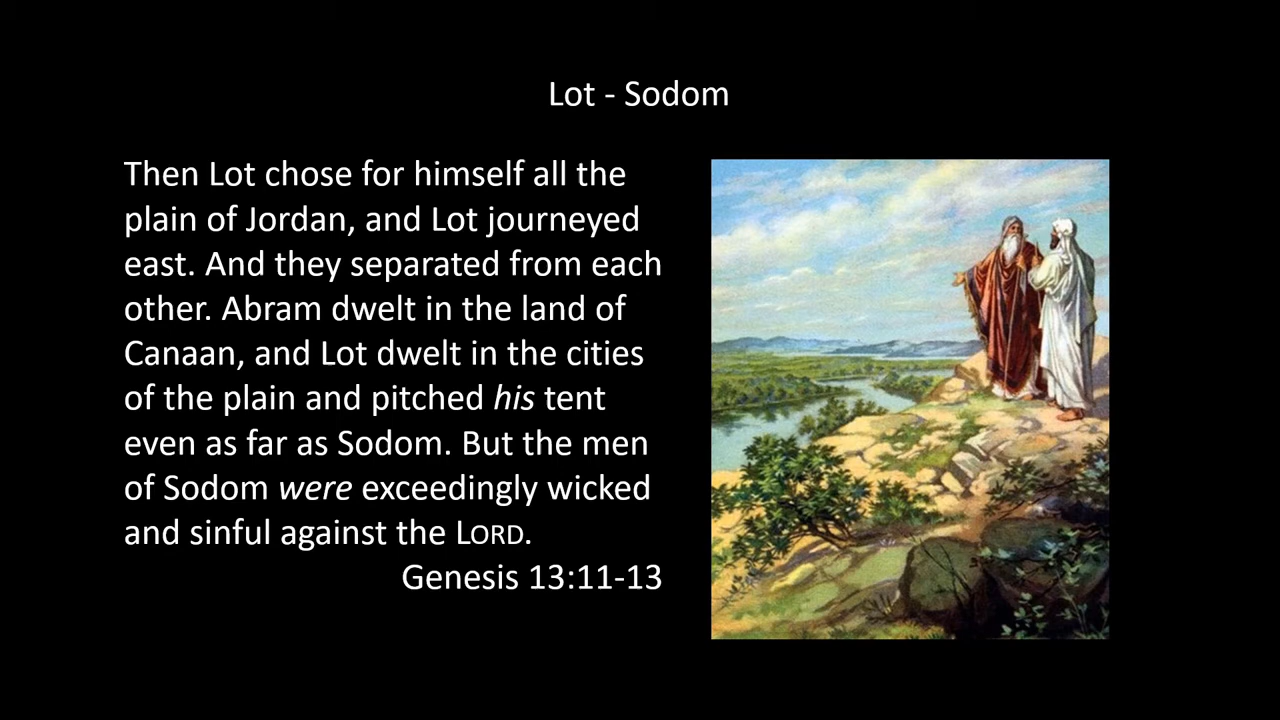 Lot - Sodom
Then Lot chose for himself all the
plain of Jordan, and Lot journeyed
east. And they separated from each
other. Abram dwelt in the land of
Canaan, and Lot dwelt in the cities
of the plain and pitched his tent
even as far as Sodom. But the men
of Sodom were exceedingly wicked
and sinful against the LORD.
Genesis 13:11-13